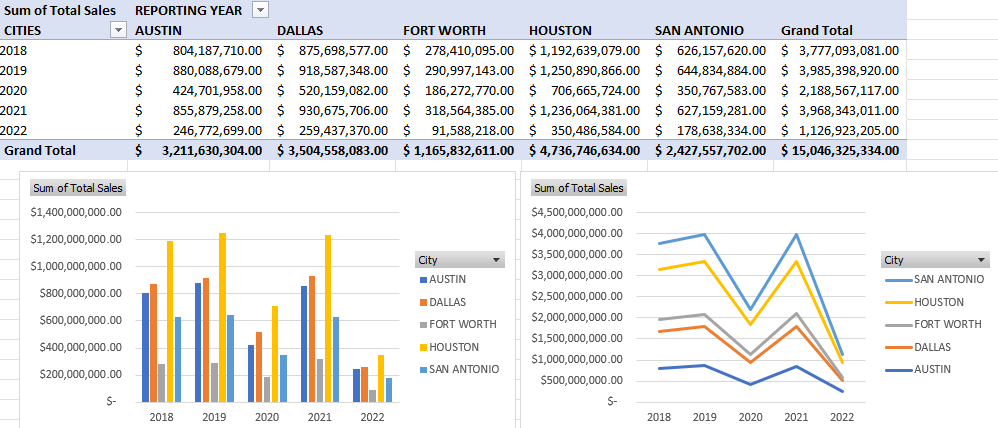 Sum of Total Sales REPORTING YEAR
CITIES AUSTIN DALLAS FORT WORTH HOUSTON SAN ANTONIO Grand Total
2018 $ 804,187,710.00 $ 875,698,577.00 $ 278,410,095.00 $ 1,192,639,079.00 $ 626,157,620.00 $ 3,777,093,081.00
2019 $ 880,088,679.00 $ 918,587,348.00 $ 290,997,143.00 $ 1,250,890,866.00 $ 644,834,884.00 $ 3,985,398,920.00
2020 $ 424,701,958.00 $ 520,159,082.00 $ 186,272,770.00 $ 706,665,724.00 $ 350,767,583.00 $ 2,188,567,117.00
2021 $ 855,879,258.00 $ 930,675,706.00 $ 318,564,385.00 $ 1,236,064,381.00 $ 627,159,281.00 $ 3,968,343,011.00
2022 $ 246,772,699.00 $ 259,437,370.00 $ 91,588,218.00 $ 350,486,584.00 $ 178,638,334.00 $ 1,126,923,205.00
Grand Total $ 3,211,630,304.00 $ 3,504,558,083.00 $ 1,165,832,611.00 $ 4,736,746,634.00 $ 2,427,557,702.00 $ 15,046,325,334.00
Sum of Total Sales
$1,400,000,000.00
$1,200,000,000.00
$1,000,000,000.00
$800,000,000.00
$600,000,000.00
$400,000,000.00
$200,000,000.00
$-
2018 2019 2020 2021 2022
City
AUSTIN
DALLAS
FORT WORTH
HOUSTON
SAN ANTONIO
Sum of Total Sales
$4,500,000,000.00
$4,000,000,000.00
$3,500,000,000.00
$3,000,000,000.00
$2,500,000,000.00
$2,000,000,000.00
$1,500,000,000.00
$1,000,000,000.00
$500,000,000.00
$-
2018 2019 2020 2021 2022
City
SAN ANTONIO
HOUSTON
FORT WORTH
DALLAS
AUSTIN